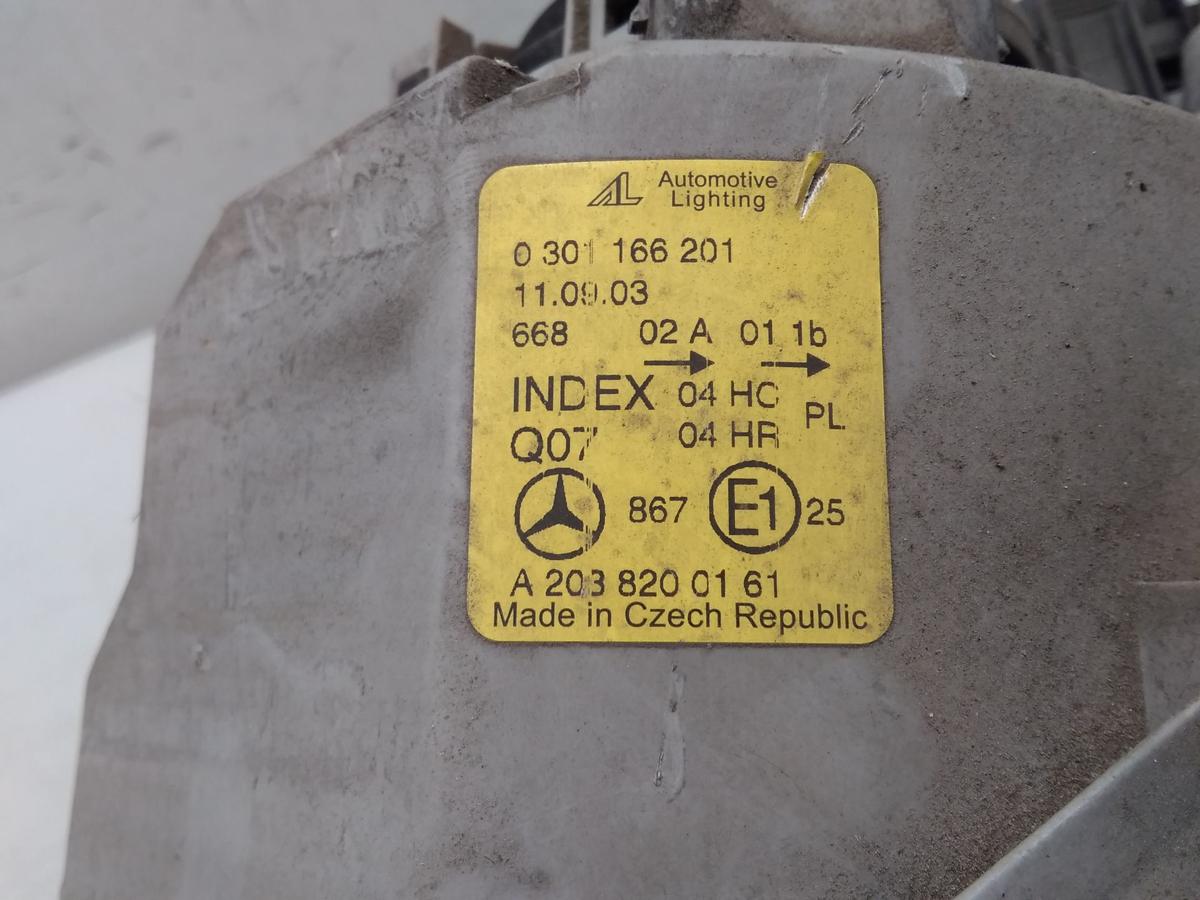 AL Automotive
Lighting
0 301 166 201
11.09.03
668 02 A 01 1b
INDEX 04 HC PL
Q07 04 HR
867 E1 25
A 203 820 01 61
Made in Czech Republic